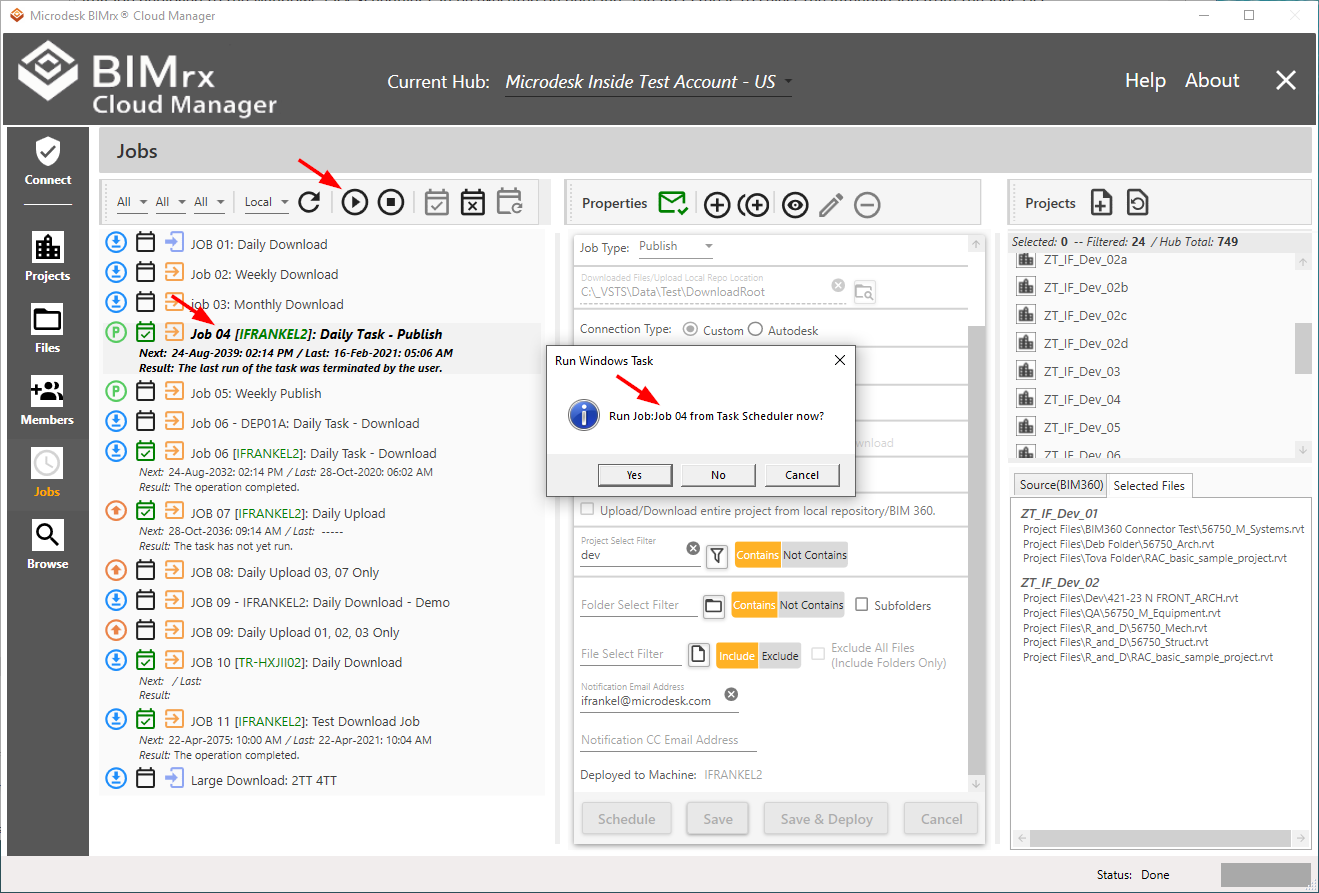 Microdesk BIMrx® Cloud Manager
BIMrx
Cloud Manager
Current Hub: Microdesk Inside Test Account - US
Help About
Connect
Projects
Files
Members
Jobs
Browse
Jobs
All All All Local
JOB 01: Daily Download
Job 02: Weekly Download
job 03: Monthly Download
Job 04 [IFRANKEL2]: Daily Task - Publish
Next: 24-Aug-2039: 02:14 PM / Last: 16-Feb-2021: 05:06 AM
Result: The last run of the task was terminated by the user.
Job 05: Weekly Publish
Job 06 - DEP01A: Daily Task - Download
Job 06 [IFRANKEL2]: Daily Task - Download
Next: 24-Aug-2032: 02:14 PM / Last: 28-Oct-2020: 06:02 AM
Result: The operation completed.
JOB 07 [IFRANKEL2]: Daily Upload
Next: 28-Oct-2036: 09:14 AM / Last: -----
Result: The task has not yet run.
JOB 08: Daily Upload 03, 07 Only
JOB 09 - IFRANKEL2: Daily Download - Demo
JOB 09: Daily Upload 01, 02, 03 Only
JOB 10 [TR-HXJII02]: Daily Download
Next: / Last:
Result:
JOB 11 [IFRANKEL2]: Test Download Job
Next: 22-Apr-2075: 10:00 AM / Last: 22-Apr-2021: 10:04 AM
Result: The operation completed.
Large Download: 2TT 4TT
Properties
Job Type: Publish
Downloaded Files/Upload Local Repo Location
C:\_VSTS\Data\Test\DownloadRoot
Connection Type: Custom Autodesk
Run Windows Task
Run Job:Job 04 from Task Scheduler now?
Yes No Cancel
Upload/Download entire project from local repository/BIM 360.
Project Select Filter
dev
Contains Not Contains
Folder Select Filter
Contains Not Contains
Subfolders
File Select Filter
Include Exclude
Exclude All Files
(Include Folders Only)
Notification Email Address
ifrankel@microdesk.com
Notification CC Email Address
Deployed to Machine: IFRANKEL2
Schedule Save Save & Deploy Cancel
Projects
Selected: 0 -- Filtered: 24 / Hub Total: 749
ZT_IF_Dev_02a
ZT_IF_Dev_02b
ZT_IF_Dev_02c
ZT_IF_Dev_02d
ZT_IF_Dev_03
ZT_IF_Dev_04
ZT_IF_Dev_05
ZT_IF_Dev_06
Source(BIM360) Selected Files
ZT_IF_Dev_01
Project Files\BIM360 Connector Test\56750_M_Systems.rvt
Project Files\Deb Folder\56750_Arch.rvt
Project Files\Tova Folder\RAC_basic_sample_project.rvt
ZT_IF_Dev_02
Project Files\Dev\421-23 N FRONT_ARCH.rvt
Project Files\QA\56750_M_Equipment.rvt
Project Files\R_and_D\56750_Mech.rvt
Project Files\R_and_D\56750_Struct.rvt
Project Files\R_and_D\RAC_basic_sample_project.rvt
Status: Done